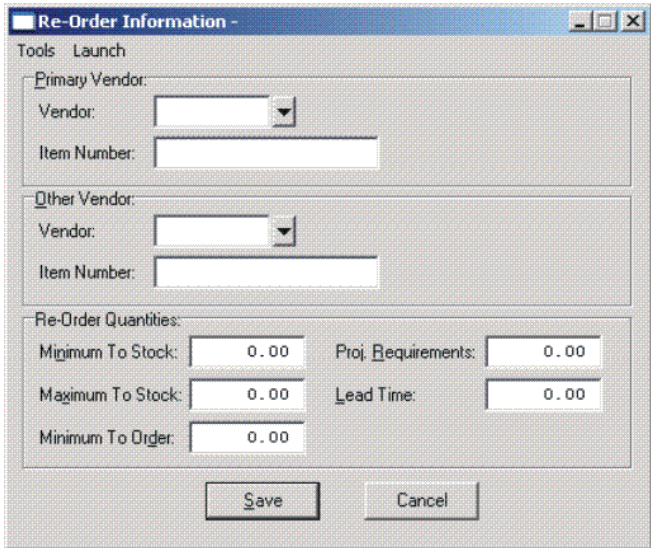 Re-Order Information -
Tools Launch
Primary Vendor:
Vendor:
Item Number:
Other Vendor:
Vendor:
Item Number:
Re-Order Quantities:
Minimum To Stock: 0.00 Proj. Requirements: 0.00
Maximum To Stock: 0.00 Lead Time: 0.00
Minimum To Order: 0.00
Save Cancel